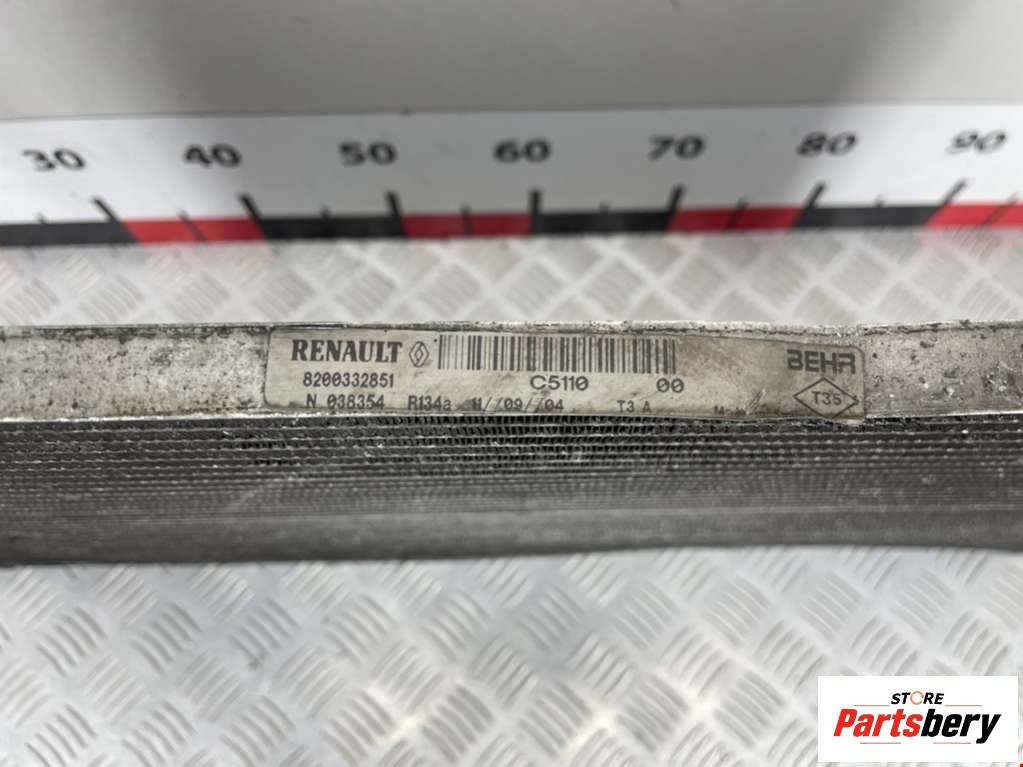 30 40 50 60 70 80 90
RENAULT BEHR
8200332851 C5110 00 T35
N 038354 R134a 11//09//04 T3 A
STORE
Partsbery